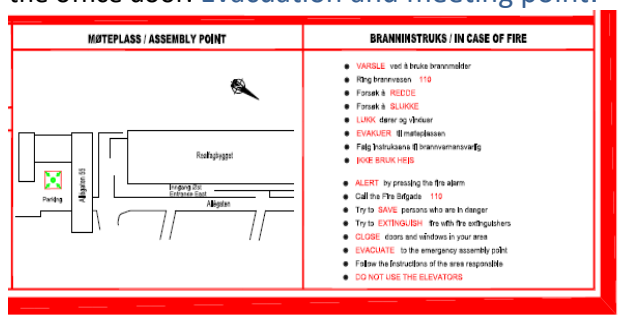 the office door. Evacuation and meeting point.
MØTEPLASS / ASSEMBLY POINT
Realfagbygget
Inngang Øst
Entrance East
Allégaten
Allégaten 55
Parking
BRANNINSTRUKS / IN CASE OF FIRE
VARSLE ved å bruke brannmelder
Ring brannvesen 110
Forsøk å REDDE
Forsøk å SLUKKE
LUKK dører og vinduer
EVAKUER til møteplassen
Følg instruksene til brannvernansvarlig
IKKE BRUK HEIS
ALERT by pressing the fire alarm
Call the Fire Brigade 110
Try to SAVE persons who are in danger
Try to EXTINGUISH fire with fire extinguishers
CLOSE doors and windows in your area
EVACUATE to the emergency assembly point
Follow the instructions of the area responsible
DO NOT USE THE ELEVATORS